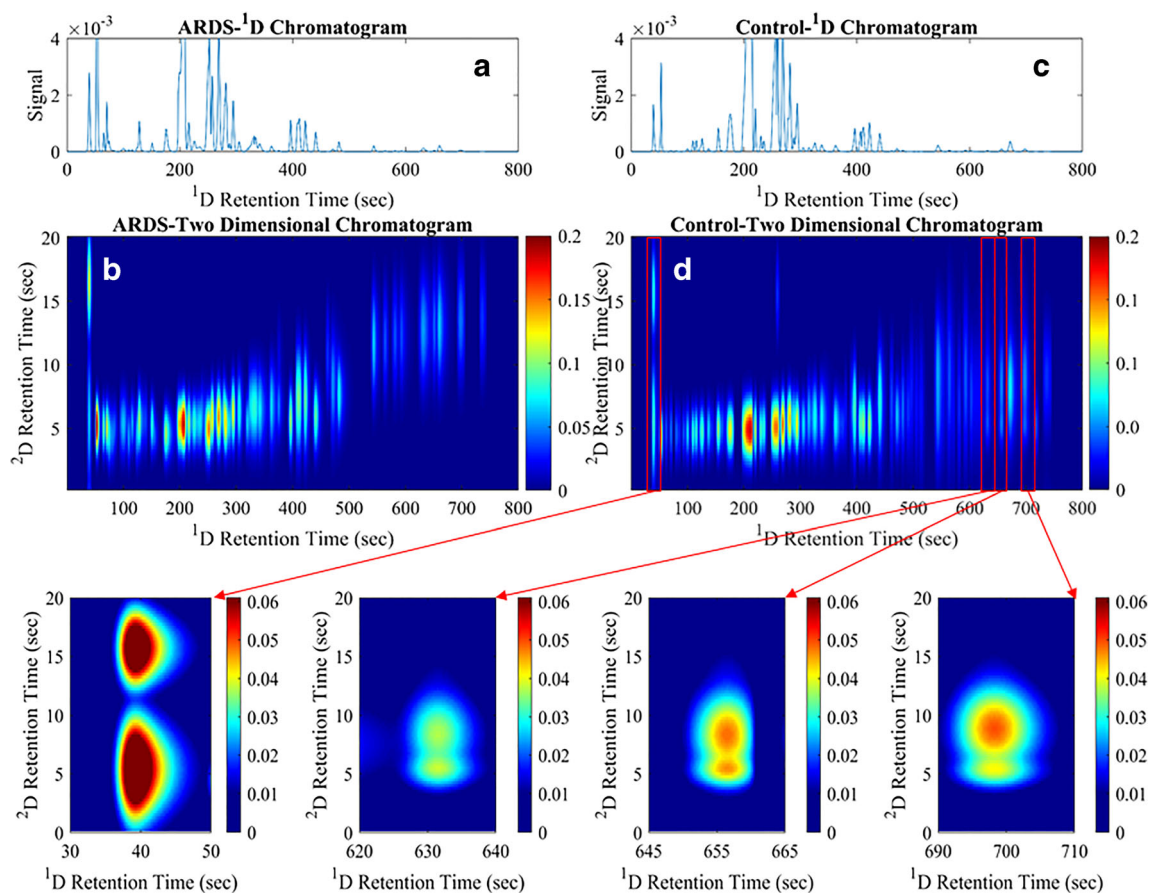 ARDS-¹D Chromatogram
×10⁻³
4
2
0
Signal
a
0 200 400 600 800
¹D Retention Time (sec)
Control-¹D Chromatogram
×10⁻³
4
2
0
Signal
c
0 200 400 600 800
¹D Retention Time (sec)
ARDS-Two Dimensional Chromatogram
20
15
10
5
²D Retention Time (sec)
b
0.2
0.15
0.1
0.05
0
100 200 300 400 500 600 700 800
¹D Retention Time (sec)
Control-Two Dimensional Chromatogram
20
15
10
5
²D Retention Time (sec)
d
0.2
0.1
0.1
0.0
0
100 200 300 400 500 600 700 800
¹D Retention Time (sec)
20
15
10
5
0
²D Retention Time (sec)
0.06
0.05
0.04
0.03
0.02
0.01
0
30 40 50
¹D Retention Time (sec)
20
15
10
5
0
²D Retention Time (sec)
0.06
0.05
0.04
0.03
0.02
0.01
0
620 630 640
¹D Retention Time (sec)
20
15
10
5
0
²D Retention Time (sec)
0.06
0.05
0.04
0.03
0.02
0.01
0
645 655 665
¹D Retention Time (sec)
20
15
10
5
0
²D Retention Time (sec)
0.06
0.05
0.04
0.03
0.02
0.01
0
690 700 710
¹D Retention Time (sec)